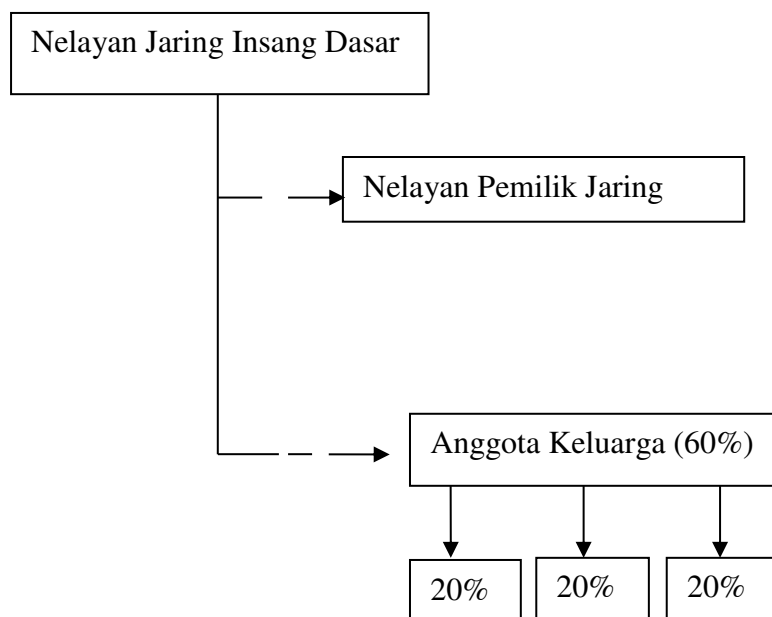 Nelayan Jaring Insang Dasar
Nelayan Pemilik Jaring
Anggota Keluarga (60%)
20%
20%
20%